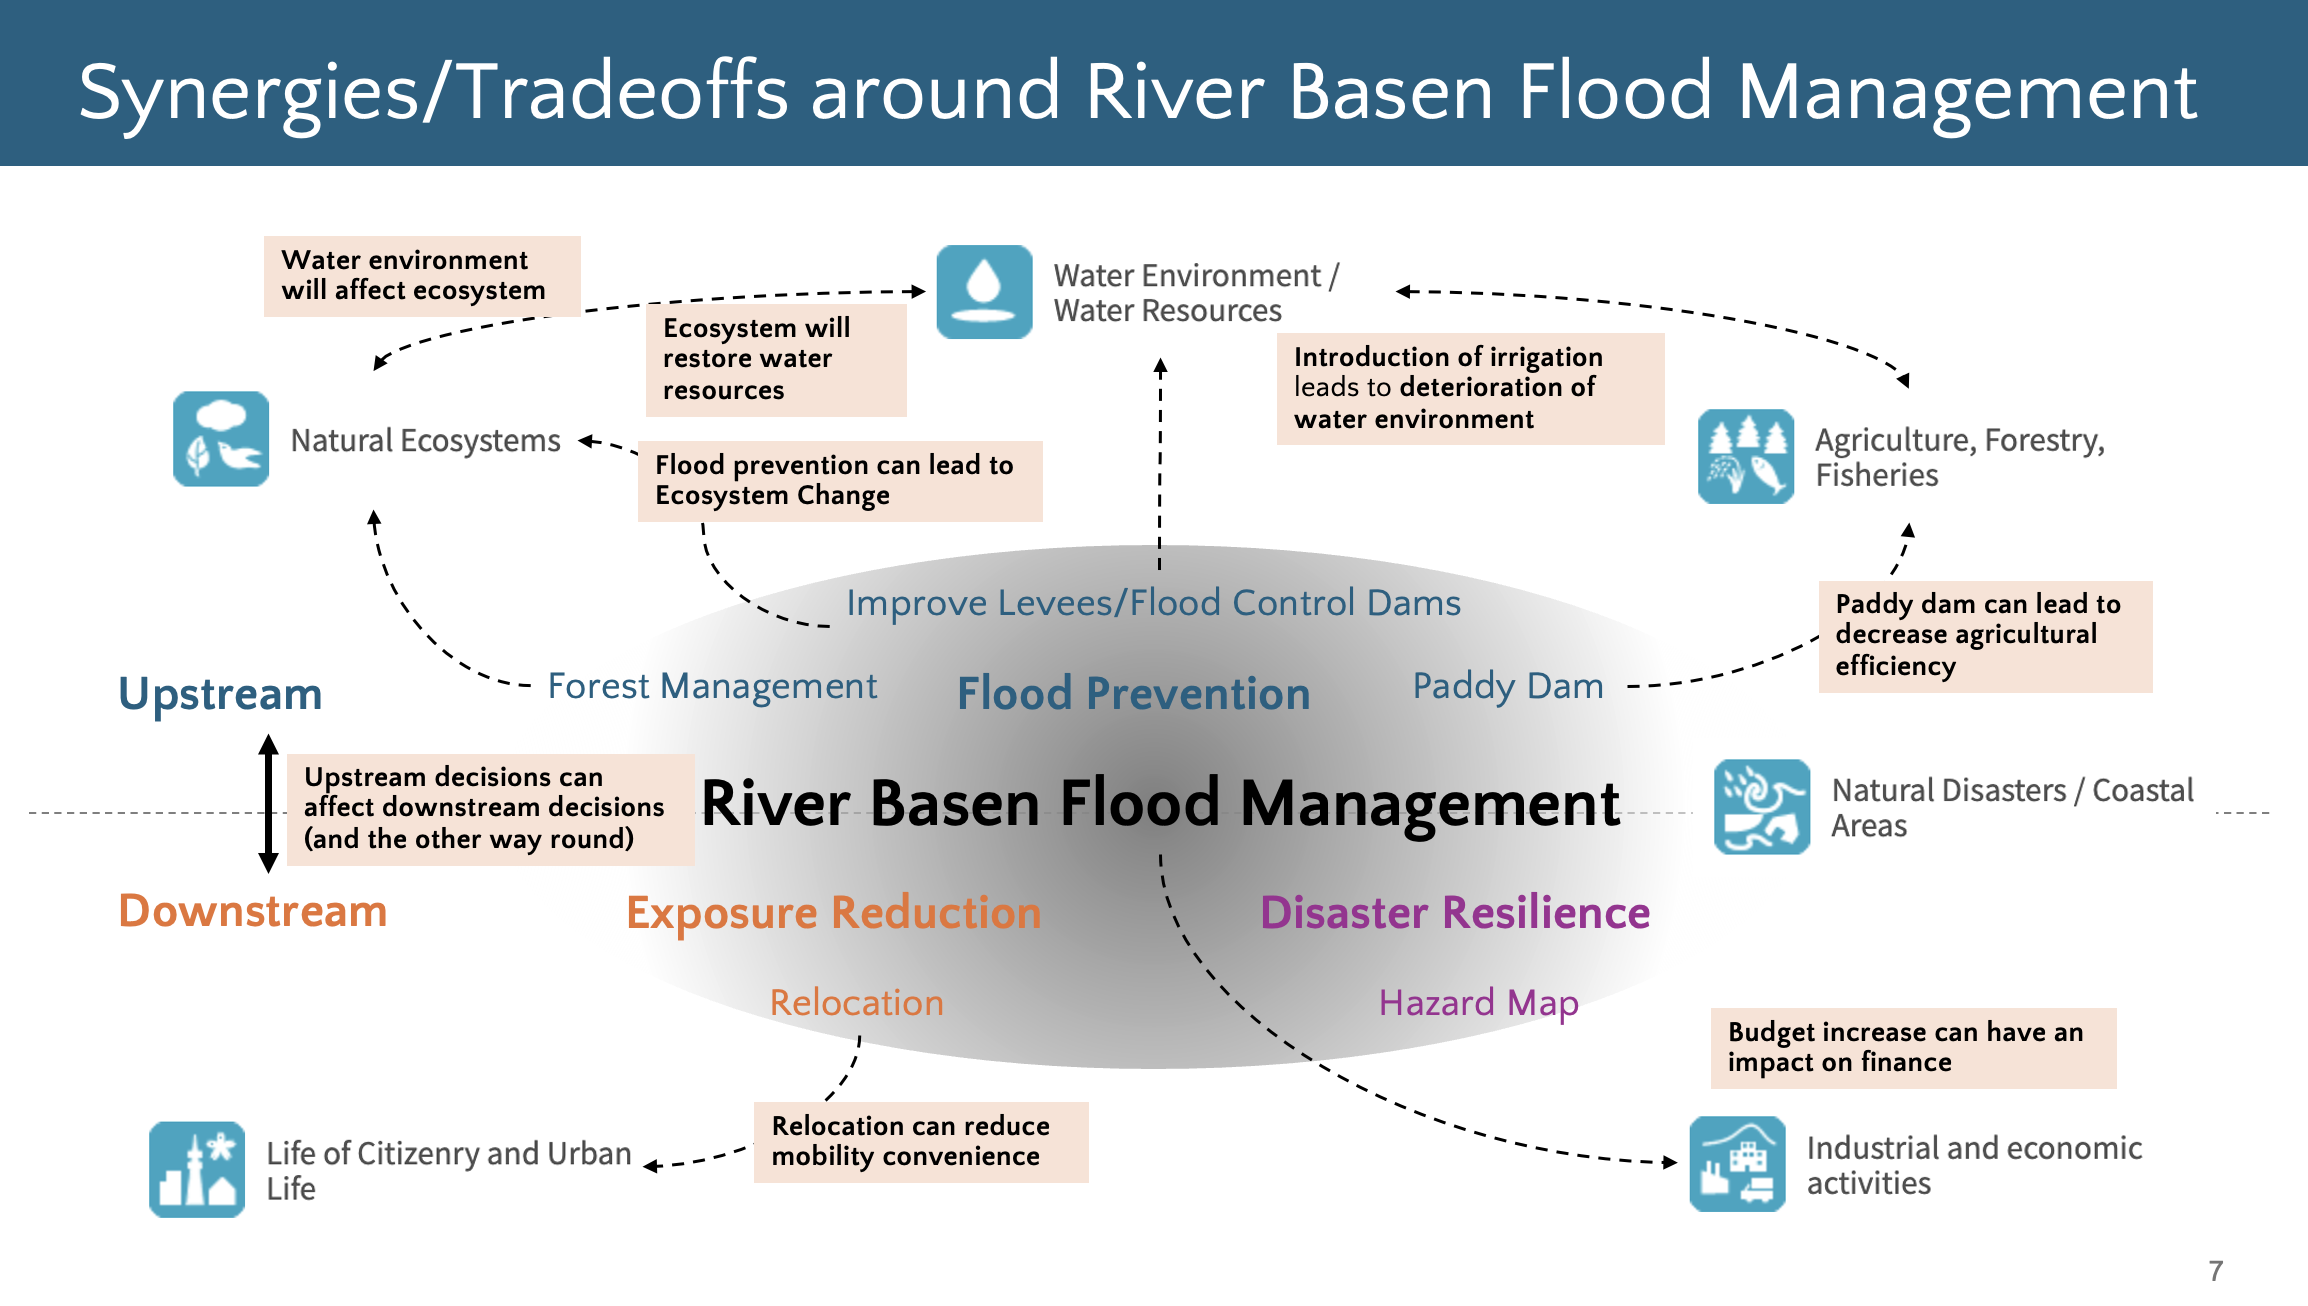 Synergies/Tradeoffs around River Basen Flood Management
Water environment
will affect ecosystem
Water Environment /
Water Resources
Ecosystem will
restore water
resources
Introduction of irrigation
leads to deterioration of
water environment
Natural Ecosystems
Agriculture, Forestry,
Fisheries
Flood prevention can lead to
Ecosystem Change
Improve Levees/Flood Control Dams
Paddy dam can lead to
decrease agricultural
efficiency
Upstream
Forest Management
Flood Prevention
Paddy Dam
Upstream decisions can
affect downstream decisions
(and the other way round)
River Basen Flood Management
Natural Disasters / Coastal
Areas
Downstream
Exposure Reduction
Disaster Resilience
Relocation
Hazard Map
Budget increase can have an
impact on finance
Relocation can reduce
mobility convenience
Life of Citizenry and Urban
Life
Industrial and economic
activities
7